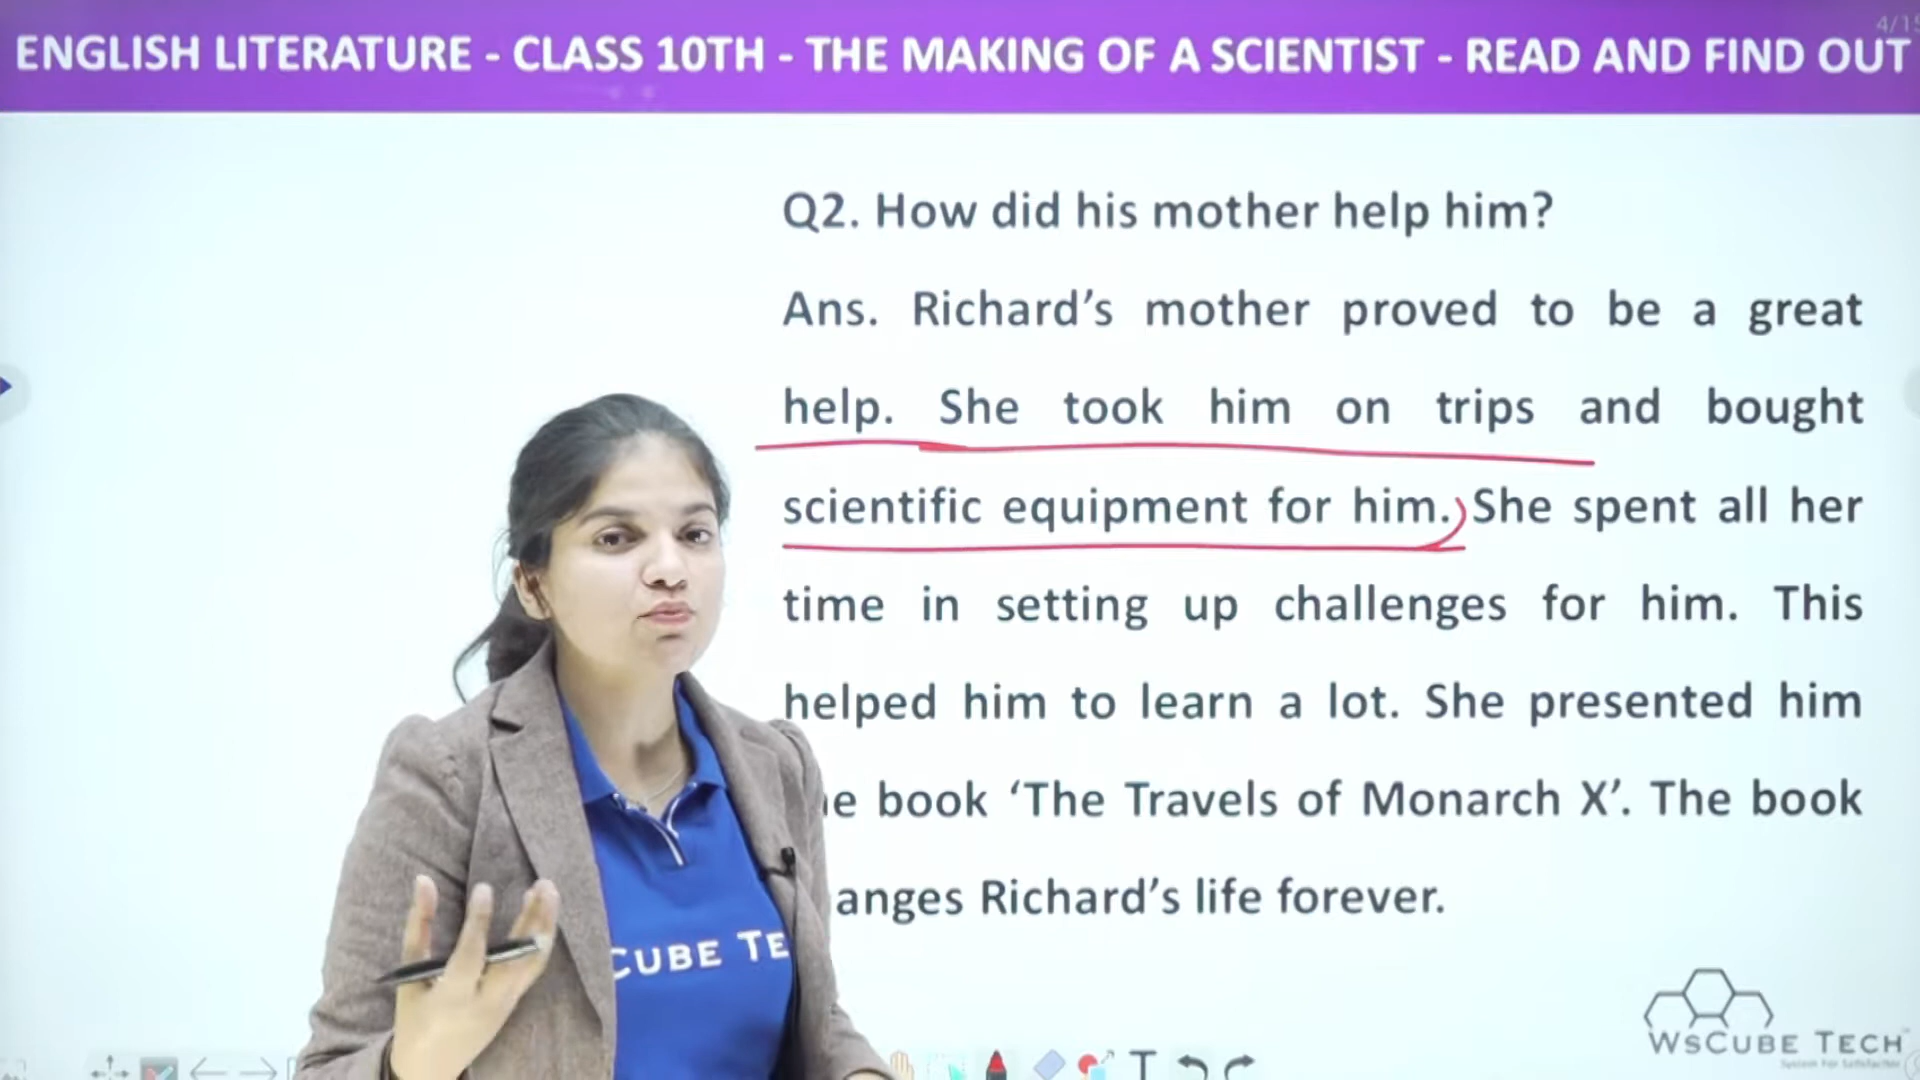 4/15
ENGLISH LITERATURE - CLASS 10TH - THE MAKING OF A SCIENTIST - READ AND FIND OUT
Q2. How did his mother help him?
Ans. Richard’s mother proved to be a great
help. She took him on trips and bought
scientific equipment for him. She spent all her
time in setting up challenges for him. This
helped him to learn a lot. She presented him
book ‘The Travels of Monarch X’. The book
anges Richard’s life forever.
CUBE TE
WSCUBE TECH
T